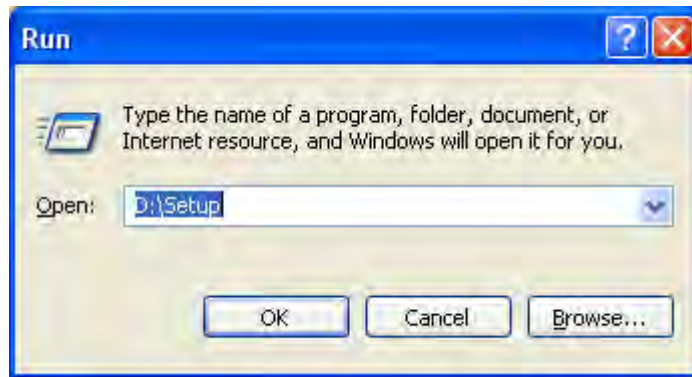 Run
Type the name of a program, folder, document, or
Internet resource, and Windows will open it for you.
Open: D:\Setup
OK Cancel Browse...